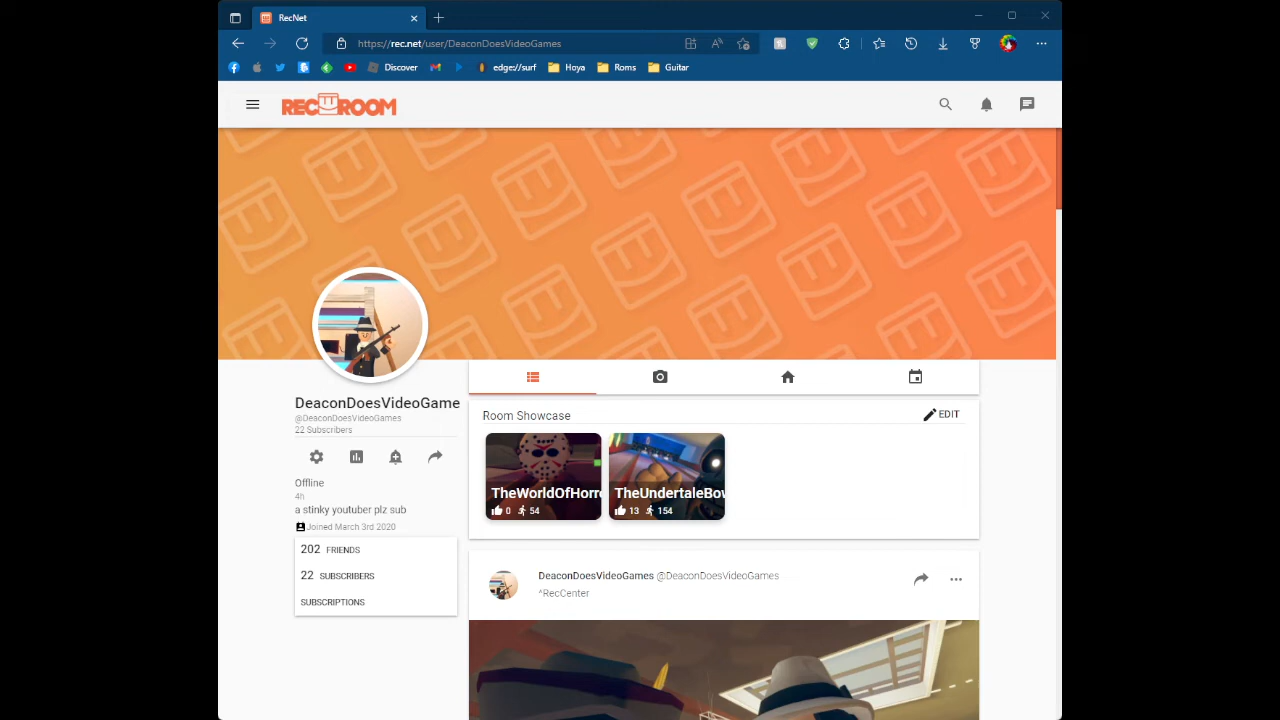 RecNet
https://rec.net/user/DeaconDoesVideoGames
Discover
edge://surf
Hoya
Roms
Guitar
REC ROOM
DeaconDoesVideoGame
@DeaconDoesVideoGames
22 Subscribers
Offline
4h
a stinky youtuber plz sub
Joined March 3rd 2020
202 FRIENDS
22 SUBSCRIBERS
SUBSCRIPTIONS
Room Showcase
EDIT
TheWorldOfHorro
0 54
TheUndertaleBow
13 154
DeaconDoesVideoGames @DeaconDoesVideoGames
^RecCenter